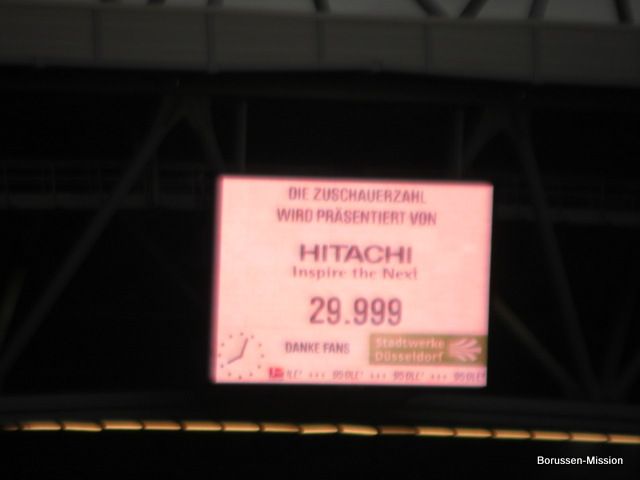 DIE ZUSCHAUERZAHL
WIRD PRÄSENTIERT VON
HITACHI
Inspire the Next
29.999
DANKE FANS
Stadtwerke
Düsseldorf
Borussen-Mission